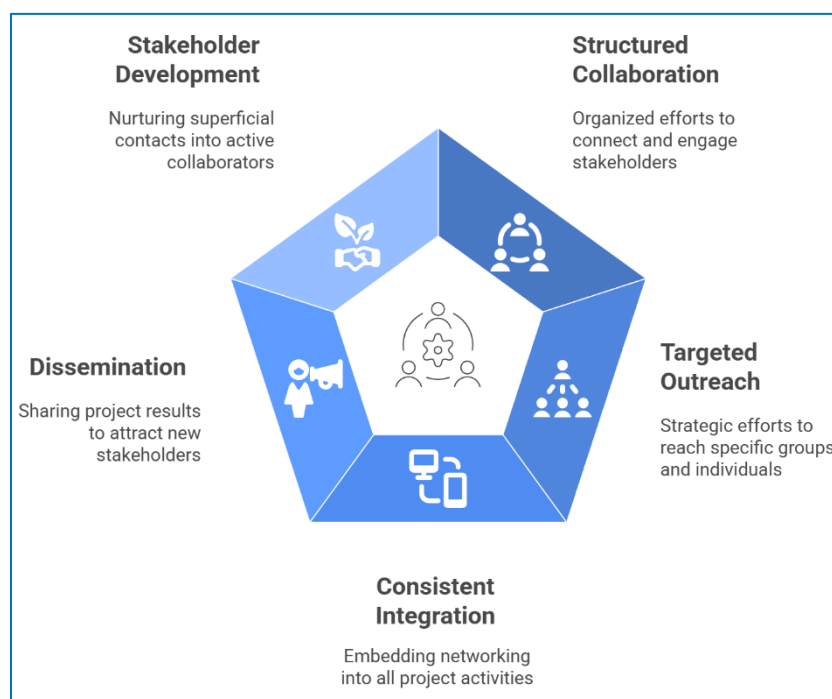 Stakeholder
Development
Nurturing superficial
contacts into active
collaborators
Structured
Collaboration
Organized efforts to
connect and engage
stakeholders
Dissemination
Sharing project results
to attract new
stakeholders
Targeted
Outreach
Strategic efforts to
reach specific groups
and individuals
Consistent
Integration
Embedding networking
into all project activities